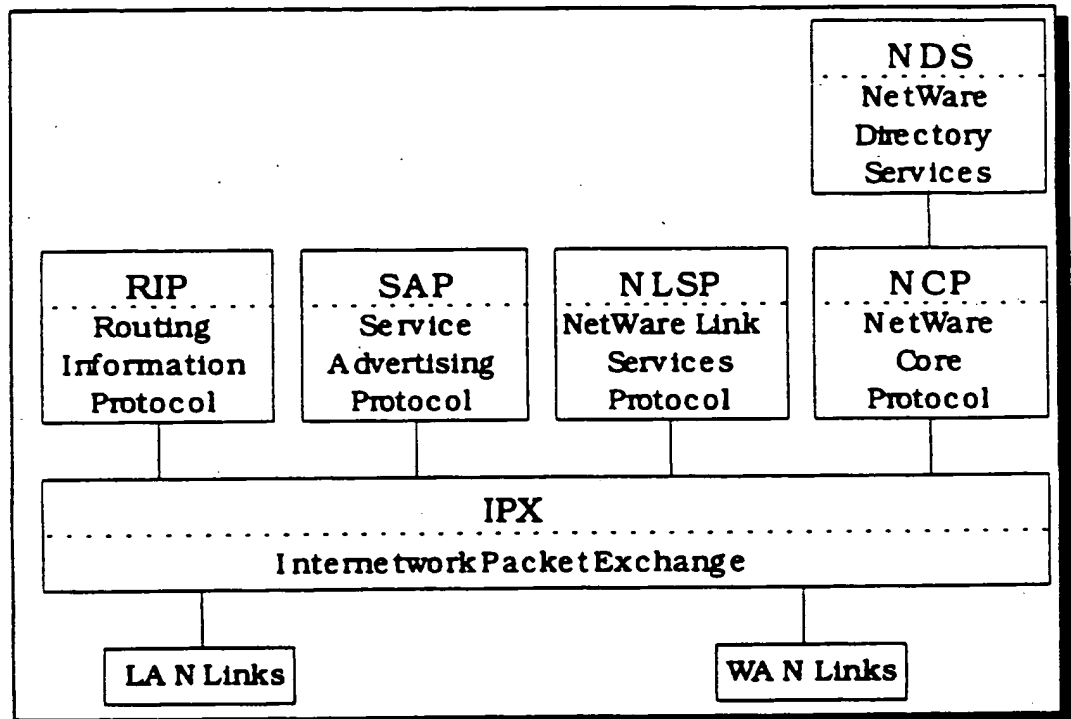 NDS
NetWare
Directory
Services
RIP
Routing
Information
Protocol
SAP
Service
Advertising
Protocol
NLSP
NetWare Link
Services
Protocol
NCP
NetWare
Core
Protocol
IPX
Internetwork Packet Exchange
LAN Links
WAN Links